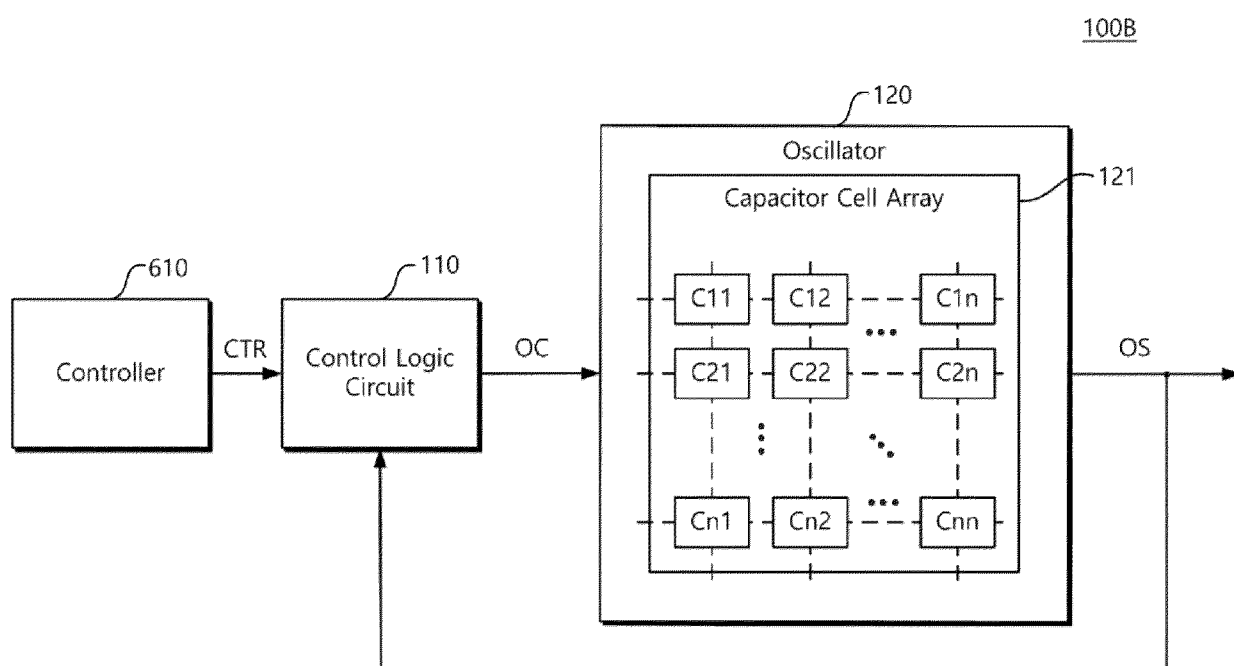 100B
120
Oscillator
121
Capacitor Cell Array
610
110
C11 C12 C1n
Controller
CTR
Control Logic
Circuit
OC
C21 C22 C2n
OS
Cn1 Cn2 Cnn